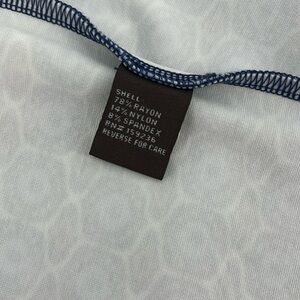 SHELL:
78% RAYON
14% NYLON
8% SPANDEX
RN# 159236
REVERSE FOR CARE